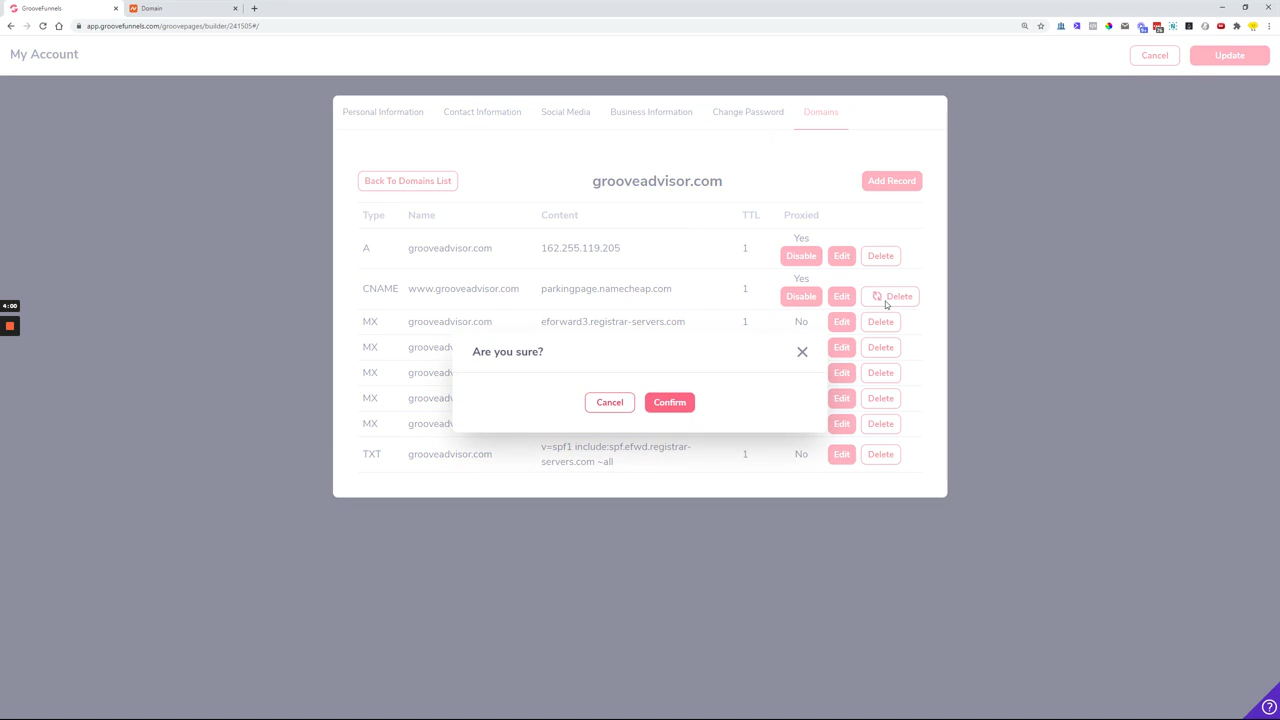 GrooveFunnels
Domain
app.groovefunnels.com/groovepages/builder/241505#/
My Account
Cancel
Update
Personal Information
Contact Information
Social Media
Business Information
Change Password
Domains
Back To Domains List
grooveadvisor.com
Add Record
Type Name Content TTL Proxied
A grooveadvisor.com 162.255.119.205 1 Yes
Disable Edit Delete
CNAME www.grooveadvisor.com parkingpage.namecheap.com 1 Yes
Disable Edit Delete
4:00
MX grooveadvisor.com eforward3.registrar-servers.com 1 No Edit Delete
MX Edit Delete
Are you sure?
MX Edit Delete
MX Edit Delete
Cancel Confirm
MX Edit Delete
TXT grooveadvisor.com v=spf1 include:spf.efwd.registrar-
servers.com ~all 1 No Edit Delete